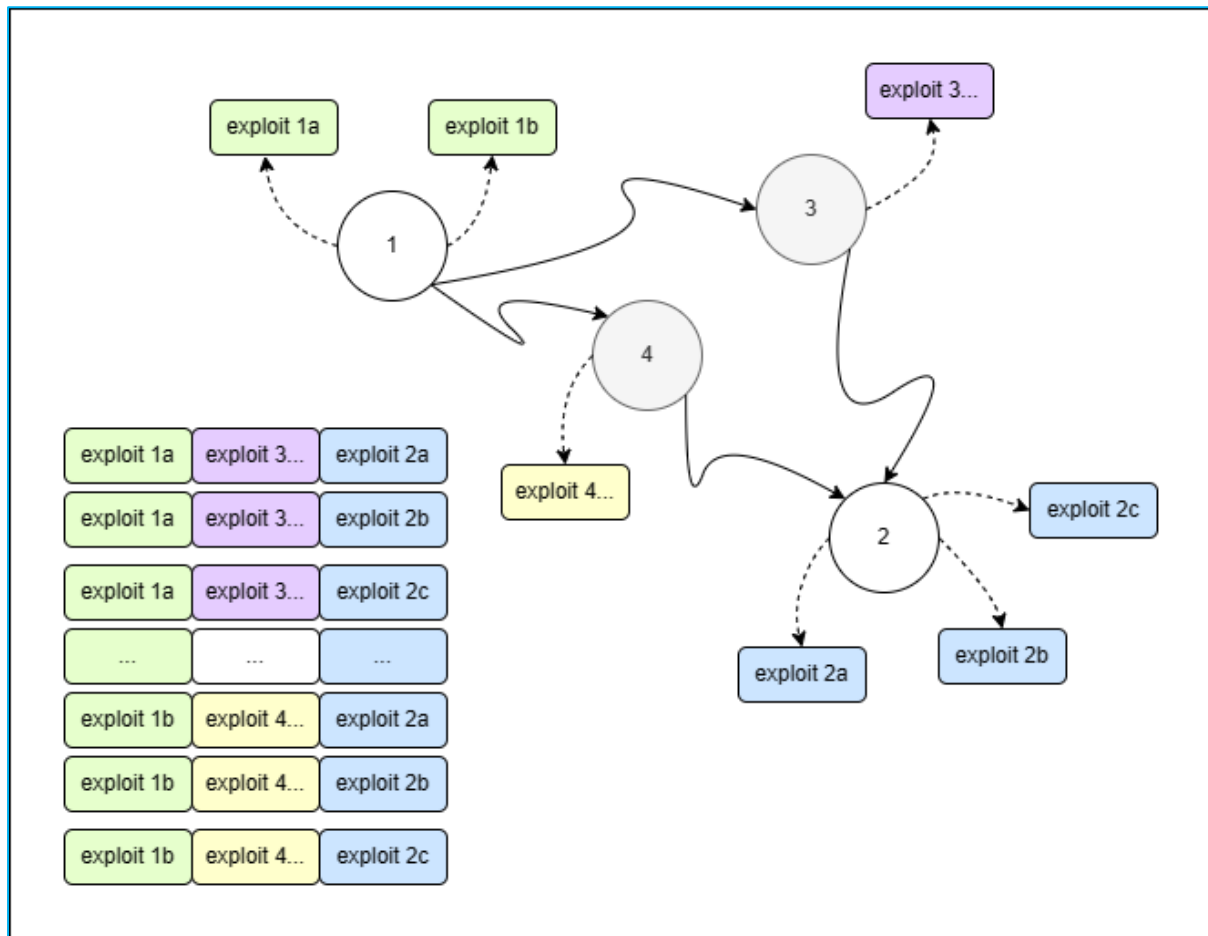 exploit 3...
exploit 1a
exploit 1b
3
1
4
exploit 4...
exploit 2c
2
exploit 2b
exploit 2a
exploit 1a exploit 3... exploit 2a
exploit 1a exploit 3... exploit 2b
exploit 1a exploit 3... exploit 2c
... ... ...
exploit 1b exploit 4... exploit 2a
exploit 1b exploit 4... exploit 2b
exploit 1b exploit 4... exploit 2c